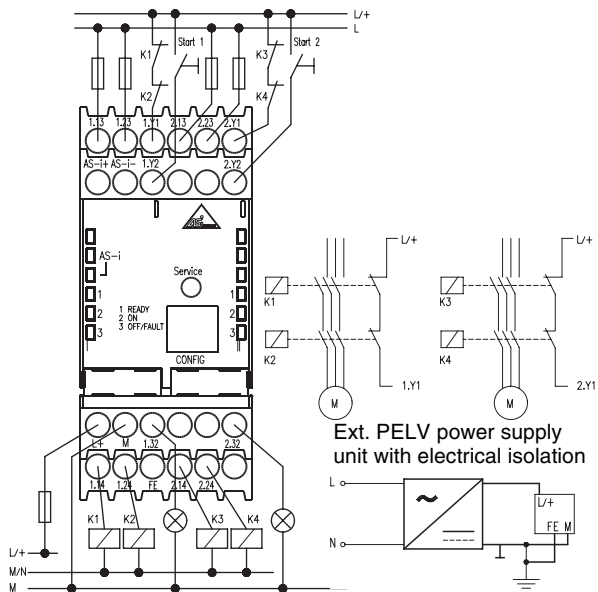 L/+
L
K1
Start 1
K3
Start 2
K2
K4
1.13 1.23 1.Y1 2.13 2.23 2.Y1
AS-i+ AS-i- 1.Y2 2.Y2
AS-i
1
2
3
1 READY
2 ON
3 OFF/FAULT
Service
CONFIG
1
2
3
L+ M 1.32 2.32
1.14 1.24 FE 2.14 2.24
K1 K2 K3 K4
L/+
M/N
M
L/+
K1
K2
M
1.Y1
L/+
K3
K4
M
2.Y1
Ext. PELV power supply
unit with electrical isolation
L
N
L/+
FE M